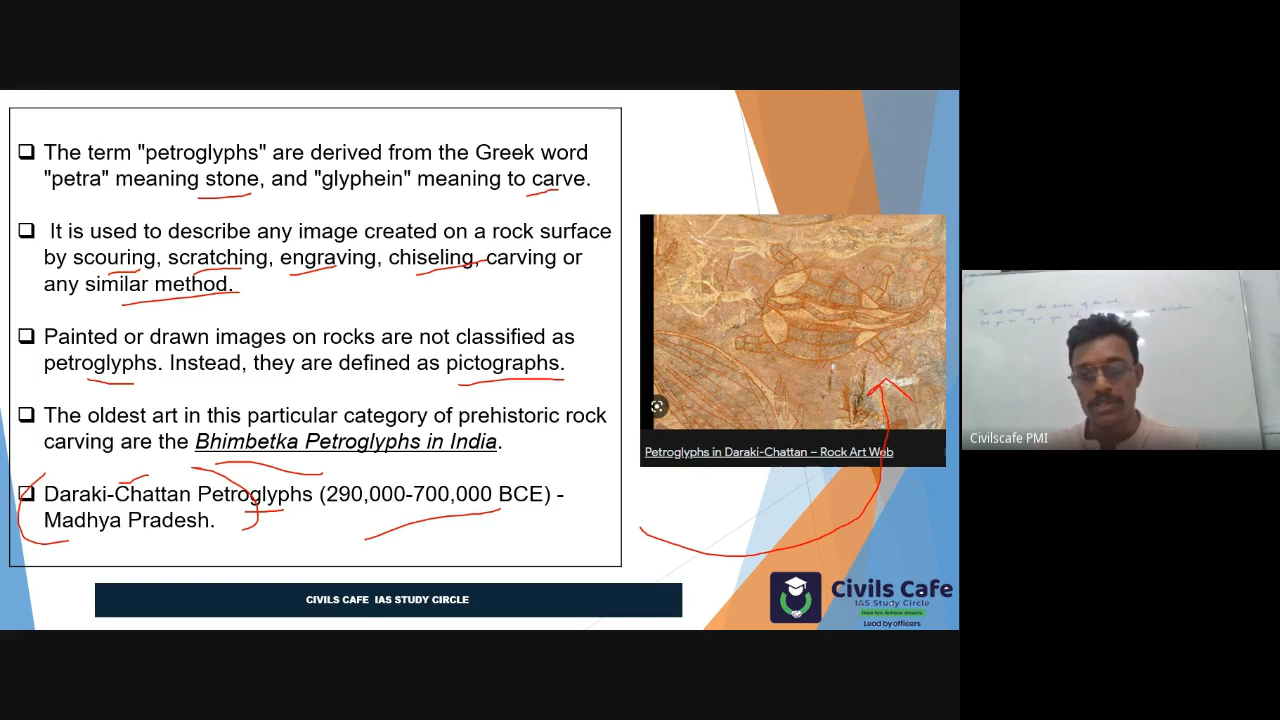 The term "petroglyphs" are derived from the Greek word
"petra" meaning stone, and "glyphein" meaning to carve.
It is used to describe any image created on a rock surface
by scouring, scratching, engraving, chiseling, carving or
any similar method.
Painted or drawn images on rocks are not classified as
petroglyphs. Instead, they are defined as pictographs.
The oldest art in this particular category of prehistoric rock
carving are the Bhimbetka Petroglyphs in India.
Daraki-Chattan Petroglyphs (290,000-700,000 BCE) -
Madhya Pradesh.
Petroglyphs in Daraki-Chattan – Rock Art Web
CIVILS CAFE IAS STUDY CIRCLE
Civils Cafe
IAS Study Circle
Have fun. Achieve dreams.
Lead by officers
Civilscafe PMI